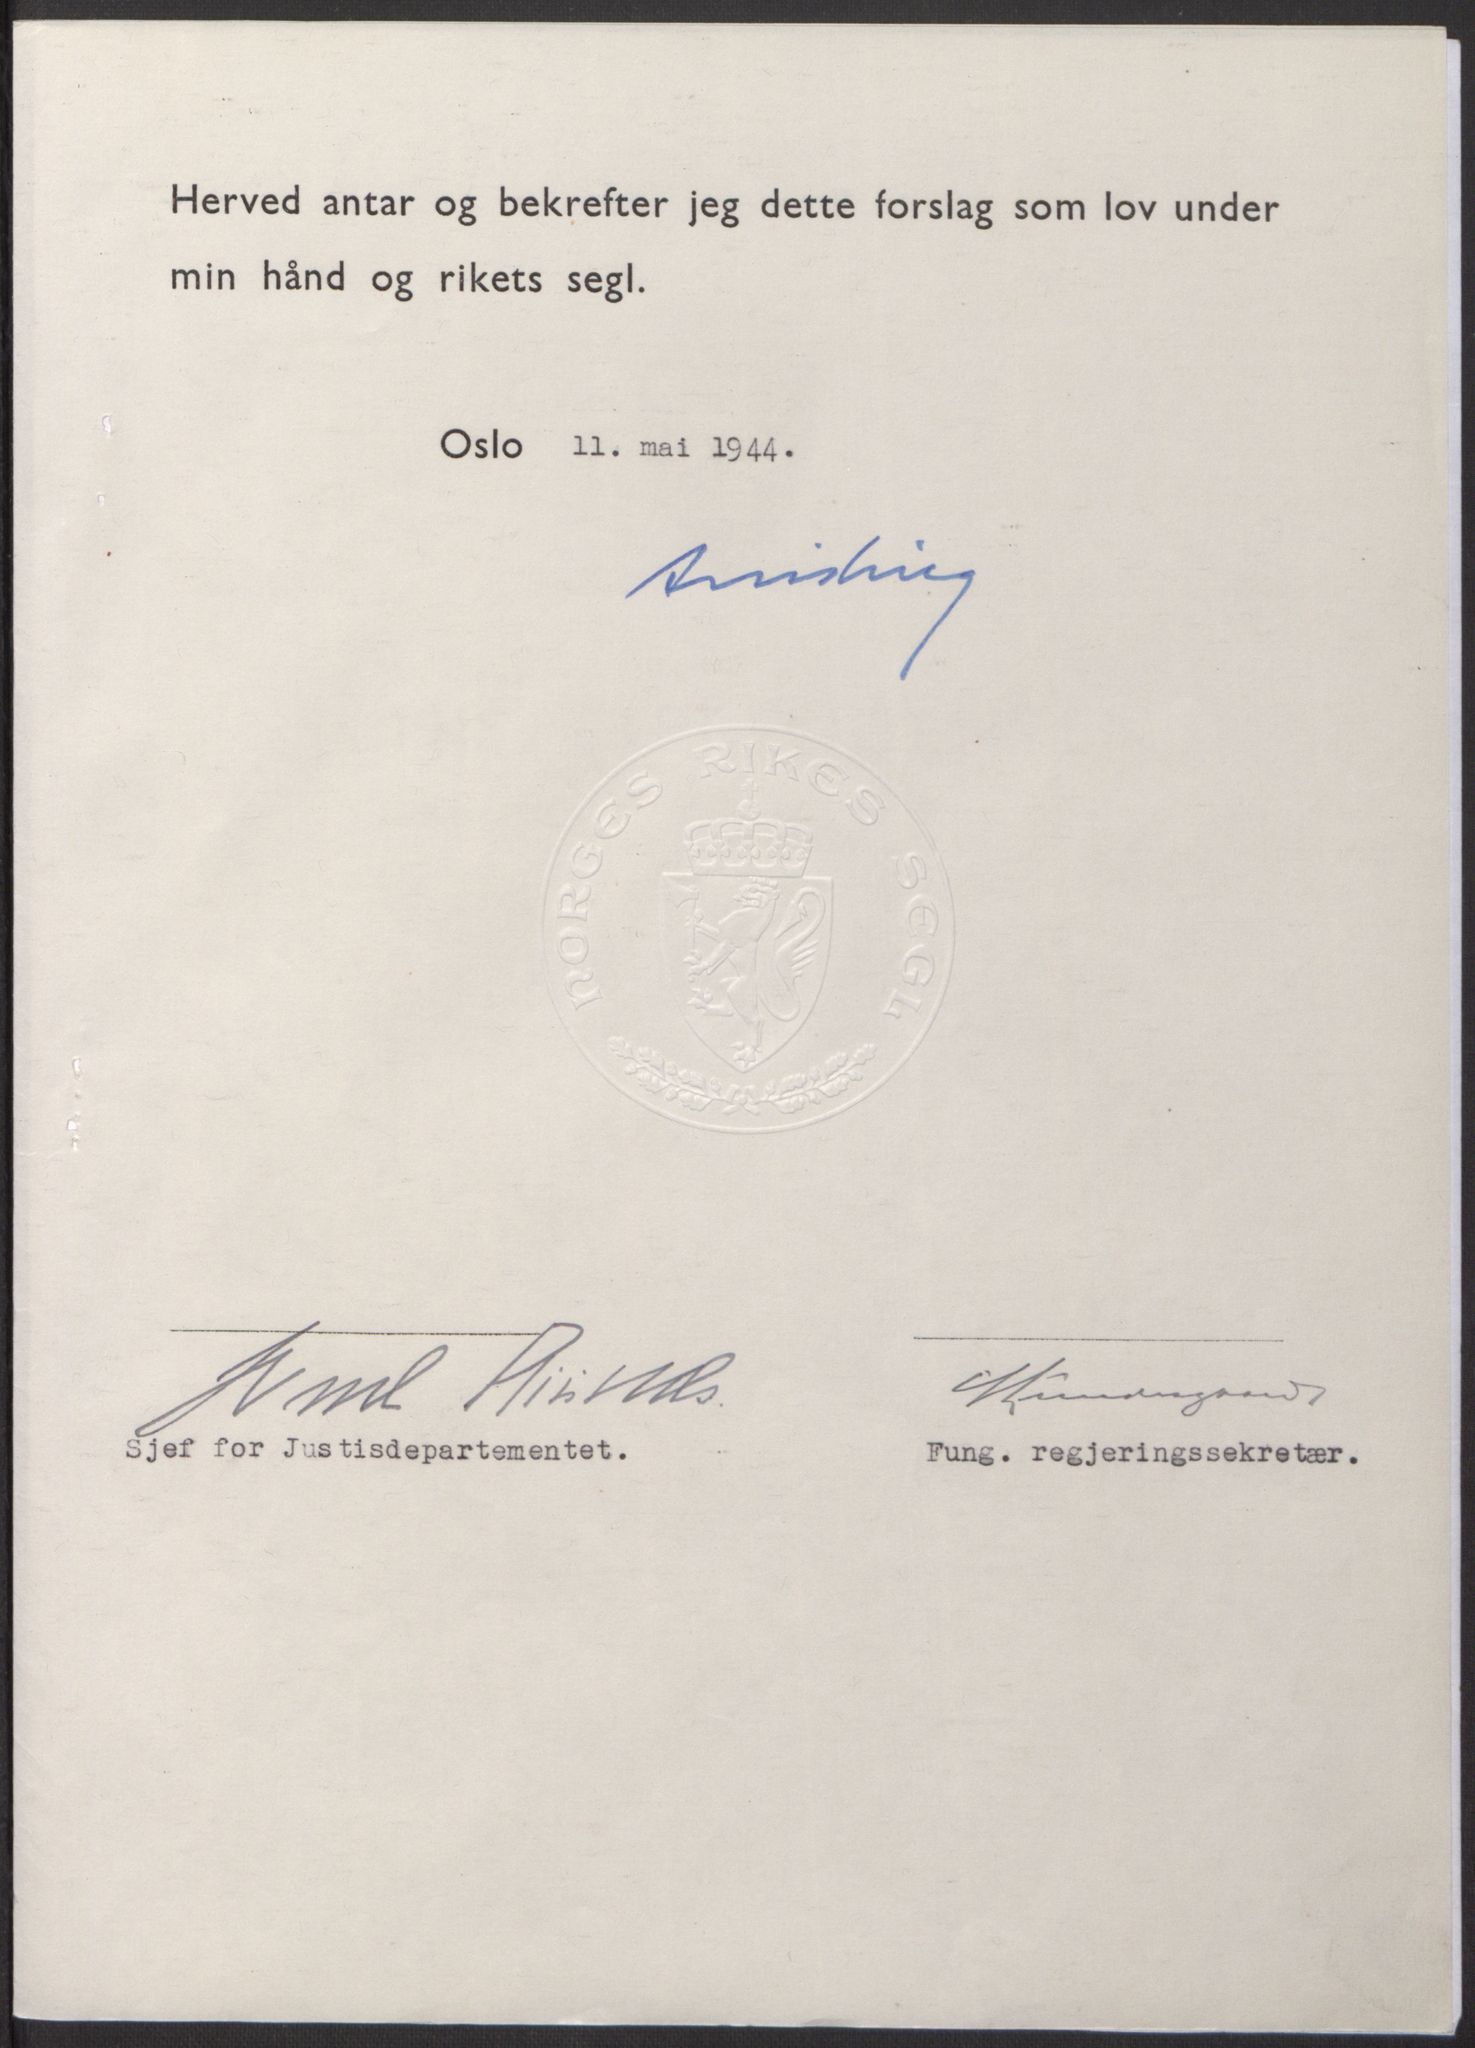 Herved antar og bekrefter jeg dette forslag som lov under
min hånd og rikets segl.
Oslo 11. mai 1944.
NORGES RIKES SEGL
Sjef for Justisdepartementet.
Fung. regjeringssekretær.